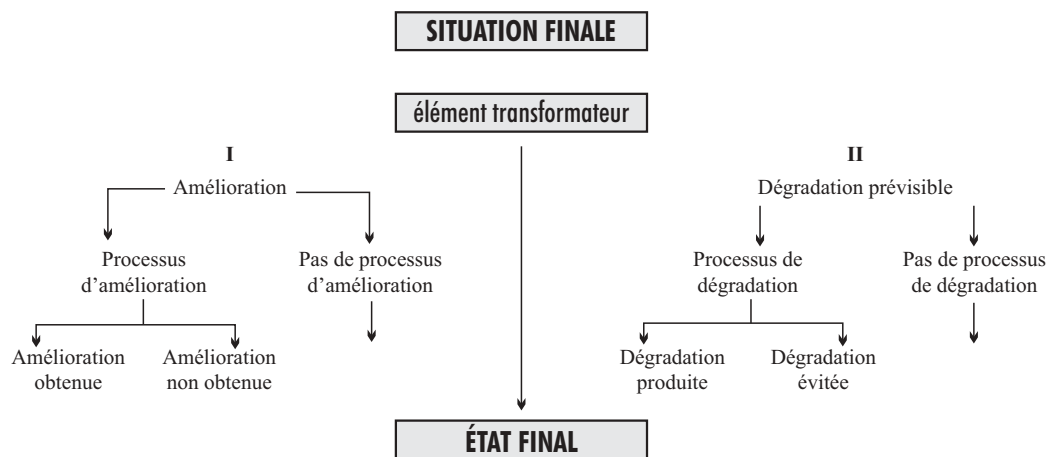 SITUATION FINALE
élément transformateur
I
II
Amélioration
Dégradation prévisible
Processus
d'amélioration
Pas de processus
d'amélioration
Processus de
dégradation
Pas de processus
de dégradation
Amélioration
obtenue
Amélioration
non obtenue
Dégradation
produite
Dégradation
évitée
ÉTAT FINAL